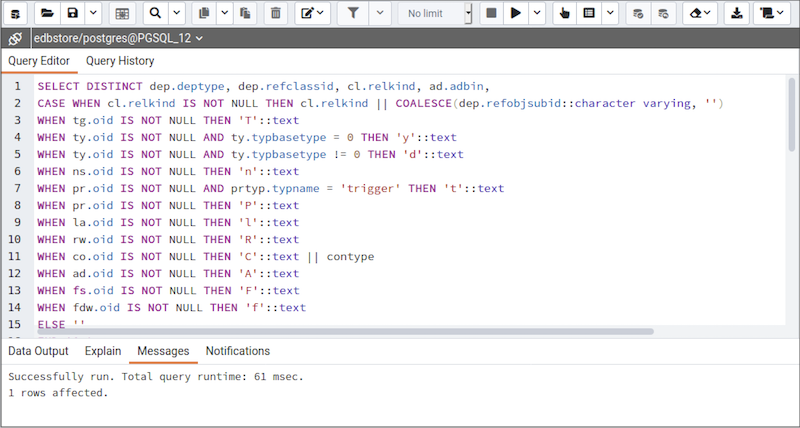 No limit
edbstore/postgres@PGSQL_12
Query Editor Query History
1 SELECT DISTINCT dep.deptype, dep.refclassid, cl.relkind, ad.adbin,
2 CASE WHEN cl.relkind IS NOT NULL THEN cl.relkind || COALESCE(dep.refobjsubid::character varying, '')
3 WHEN tg.oid IS NOT NULL THEN 'T'::text
4 WHEN ty.oid IS NOT NULL AND ty.typbasetype = 0 THEN 'y'::text
5 WHEN ty.oid IS NOT NULL AND ty.typbasetype != 0 THEN 'd'::text
6 WHEN ns.oid IS NOT NULL THEN 'n'::text
7 WHEN pr.oid IS NOT NULL AND prtyp.typname = 'trigger' THEN 't'::text
8 WHEN pr.oid IS NOT NULL THEN 'P'::text
9 WHEN la.oid IS NOT NULL THEN 'l'::text
10 WHEN rw.oid IS NOT NULL THEN 'R'::text
11 WHEN co.oid IS NOT NULL THEN 'C'::text || contype
12 WHEN ad.oid IS NOT NULL THEN 'A'::text
13 WHEN fs.oid IS NOT NULL THEN 'F'::text
14 WHEN fdw.oid IS NOT NULL THEN 'f'::text
15 ELSE ''
Data Output Explain Messages Notifications
Successfully run. Total query runtime: 61 msec.
1 rows affected.